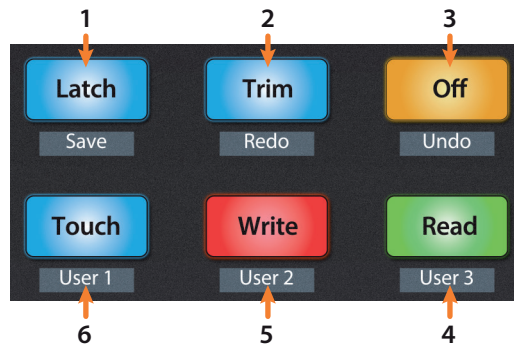 1 2 3
Latch Trim Off
Save Redo Undo
Touch Write Read
User 1 User 2 User 3
6 5 4